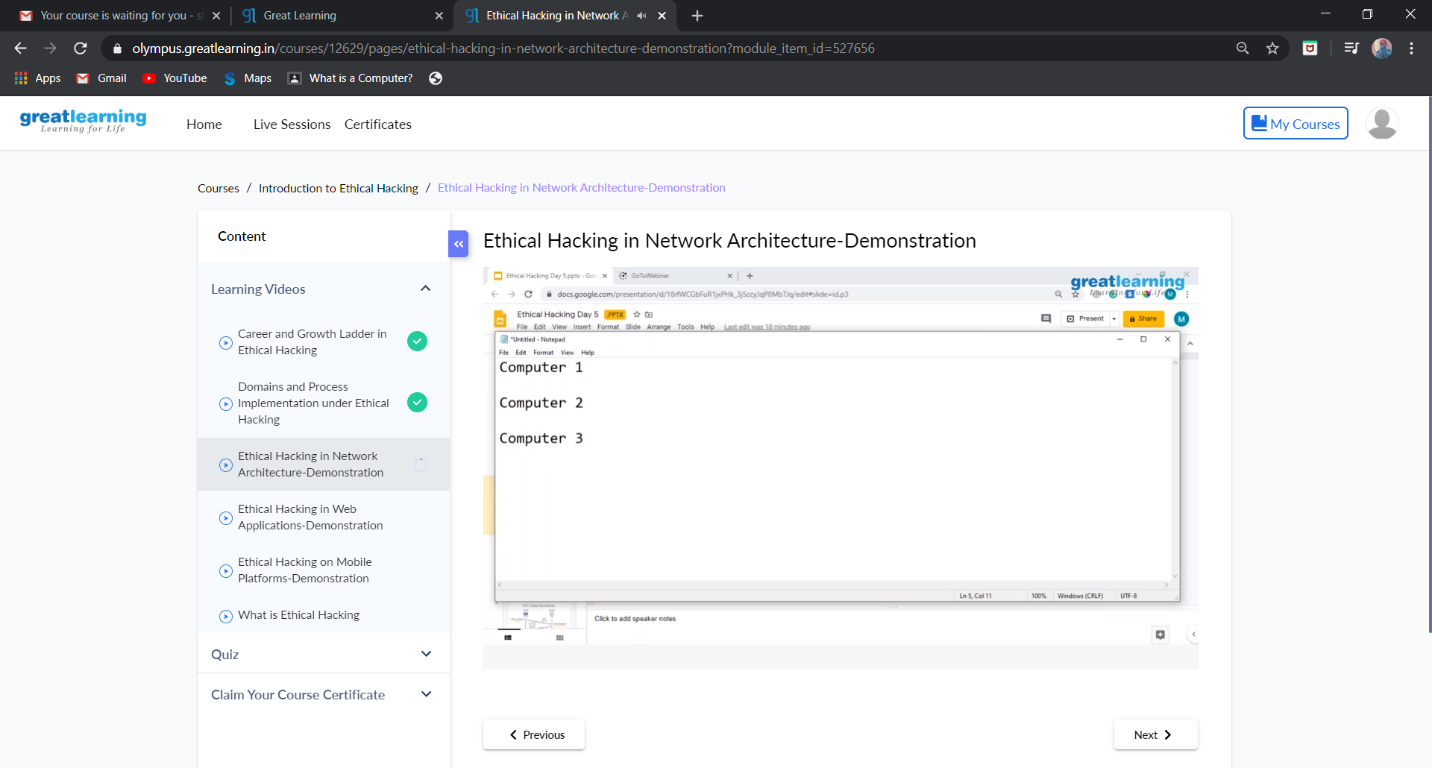 Your course is waiting for you - st
Great Learning
Ethical Hacking in Network A
olympus.greatlearning.in/courses/12629/pages/ethical-hacking-in-network-architecture-demonstration?module_item_id=527656
Apps
Gmail
YouTube
Maps
What is a Computer?
greatlearning
Learning for Life
Home
Live Sessions
Certificates
My Courses
Courses / Introduction to Ethical Hacking / Ethical Hacking in Network Architecture-Demonstration
Content
Learning Videos
Career and Growth Ladder in
Ethical Hacking
Domains and Process
Implementation under Ethical
Hacking
Ethical Hacking in Network
Architecture-Demonstration
Ethical Hacking in Web
Applications-Demonstration
Ethical Hacking on Mobile
Platforms-Demonstration
What is Ethical Hacking
Quiz
Claim Your Course Certificate
Ethical Hacking in Network Architecture-Demonstration
Ethical Hacking Day 5.pptx - Goo
GoToWebinar
greatlearning
Ethical Hacking Day 5 .PPTX
File Edit View Insert Format Slide Arrange Tools Help Last edit was 18 minutes ago
Present
Share
M
*Untitled - Notepad
File Edit Format View Help
Computer 1
Computer 2
Computer 3
Ln 5, Col 11 100% Windows (CRLF) UTF-8
Click to add speaker notes
Previous
Next